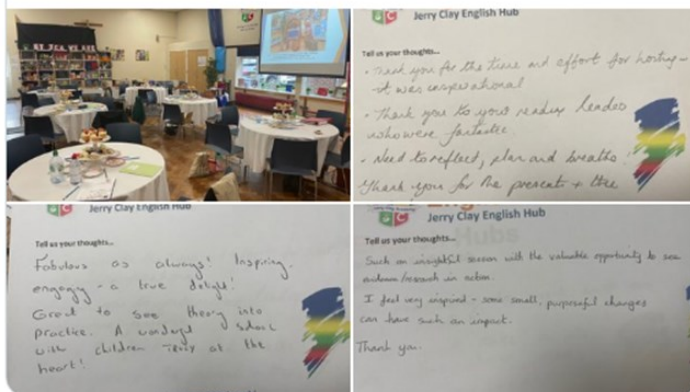 Jerry Clay English Hub
Tell us your thoughts...
• Thank you for the time and effort for hosting -
it was inspirational
• Thank you to your reading leader
who were fantastic.
• Need to reflect, plan and breathe
Thank you for the present + the
Jerry Clay English Hub
Tell us your thoughts...
Fabulous as always! Inspiring,
engaging - a true delight!
Great to see theory into
practice. A wonderful school
with children at the
heart!
Jerry Clay English Hub
Hubs
Tell us your thoughts...
Such an insightful session with the valuable opportunity to see
evidence/research in action.
I feel very inspired - some small, purposeful changes
can have such an impact.
Thank you.